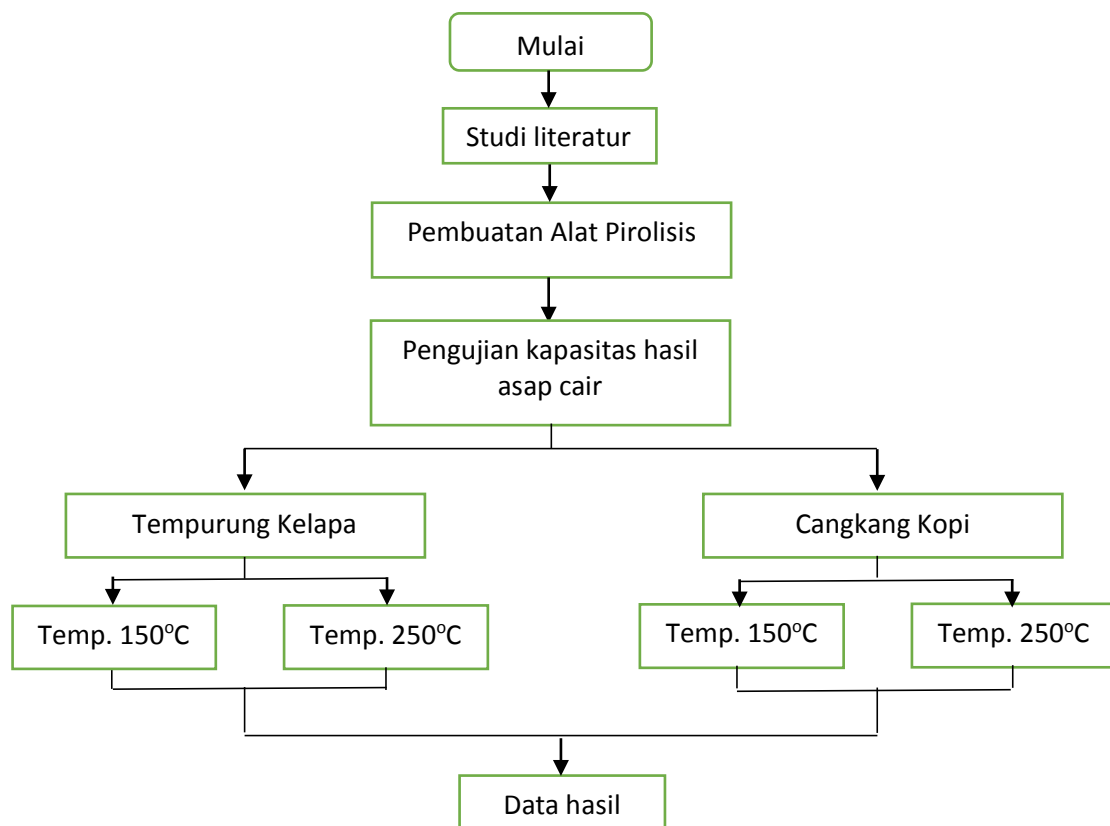 Mulai
Studi literatur
Pembuatan Alat Pirolisis
Pengujian kapasitas hasil
asap cair
Tempurung Kelapa
Cangkang Kopi
Temp. 150°C
Temp. 250°C
Temp. 150°C
Temp. 250°C
Data hasil